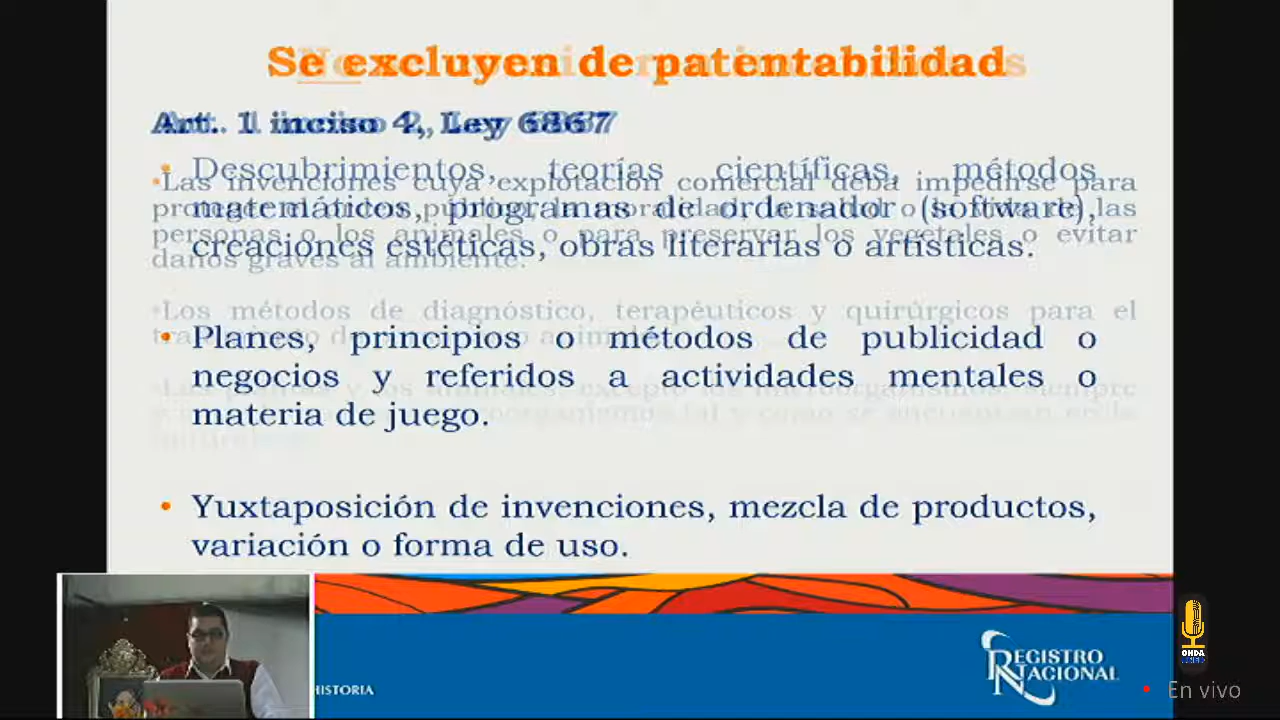 Se excluyen de patentabilidad
Art. 1 inciso 4, Ley 6867
• Descubrimientos, teorías científicas, métodos
matemáticos, programas de ordenador (software),
creaciones estéticas, obras literarias o artísticas.
•Las invenciones cuya explotación comercial deba impedirse para
personas o los animales o para preservar los vegetales o evitar
daños graves al ambiente.
•Los métodos de diagnóstico, terapéuticos y quirúrgicos para el
• Planes, principios o métodos de publicidad o
negocios y referidos a actividades mentales o
materia de juego.
• Yuxtaposición de invenciones, mezcla de productos,
variación o forma de uso.
HISTORIA
REGISTRO
NACIONAL
ONDA
• En vivo